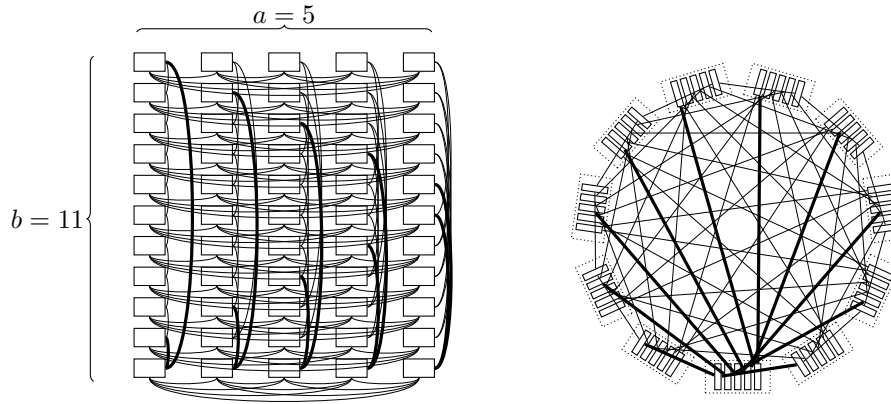 a = 5
b = 11